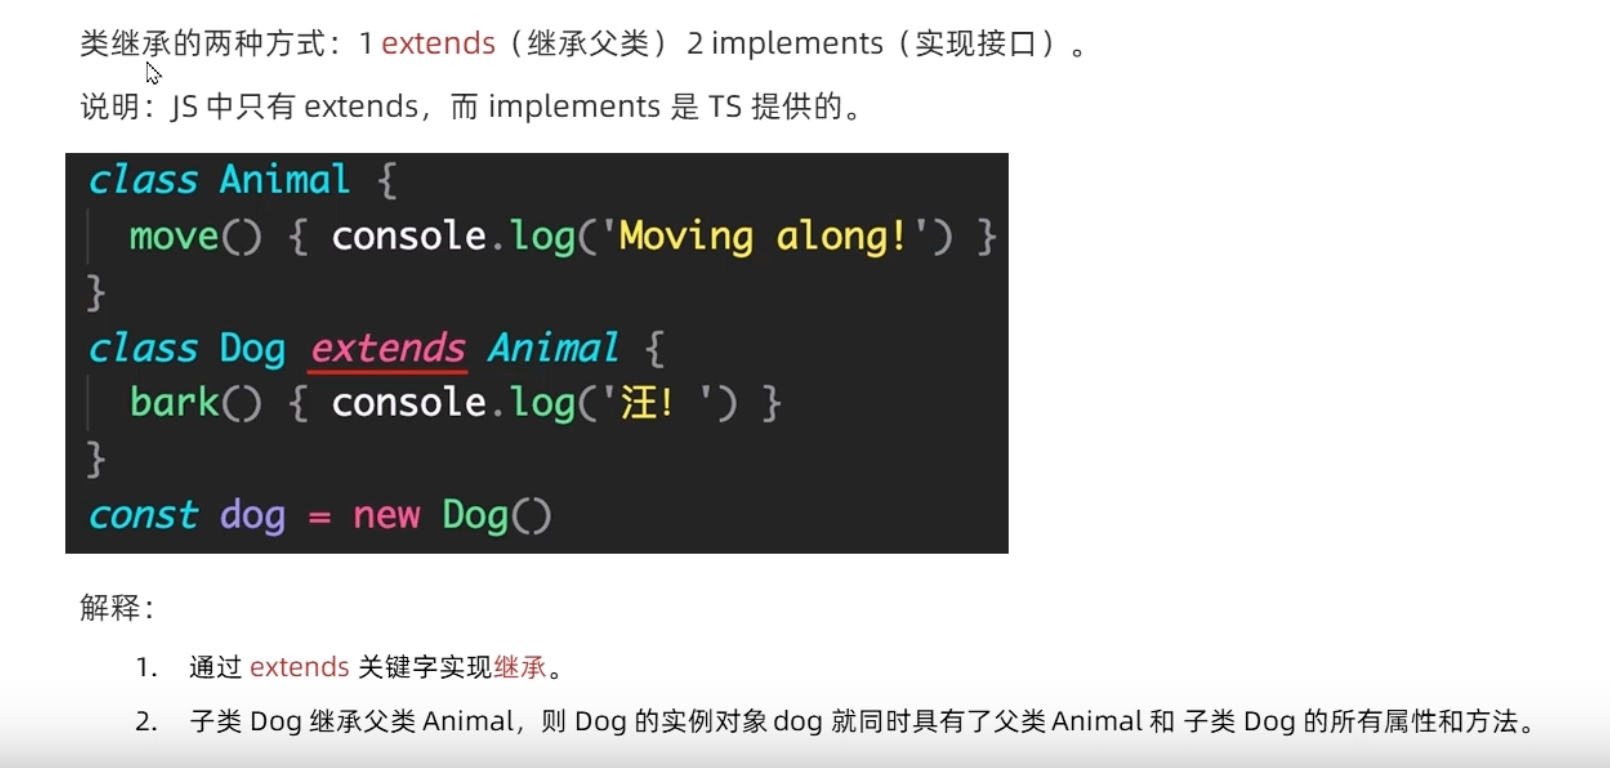 类继承的两种方式：1 extends（继承父类）2 implements（实现接口）。
说明：JS 中只有 extends，而 implements 是 TS 提供的。
class Animal {
move() { console.log('Moving along!') }
}
class Dog extends Animal {
bark() { console.log('汪！') }
}
const dog = new Dog()
解释：
1. 通过 extends 关键字实现继承。
2. 子类 Dog 继承父类 Animal，则 Dog 的实例对象 dog 就同时具有了父类 Animal 和 子类 Dog 的所有属性和方法。